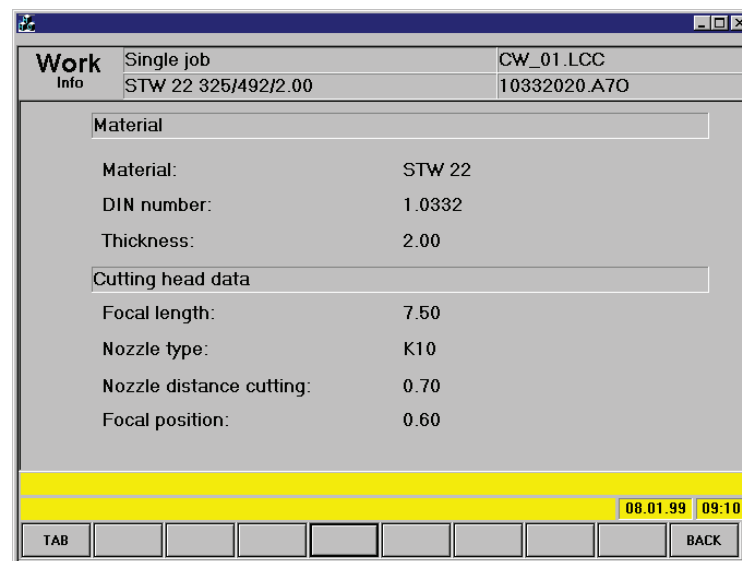 Work Single job CW_01.LCC
Info STW 22 325/492/2.00 10332020.A7O
Material
Material: STW 22
DIN number: 1.0332
Thickness: 2.00
Cutting head data
Focal length: 7.50
Nozzle type: K10
Nozzle distance cutting: 0.70
Focal position: 0.60
08.01.99 09:10
TAB BACK